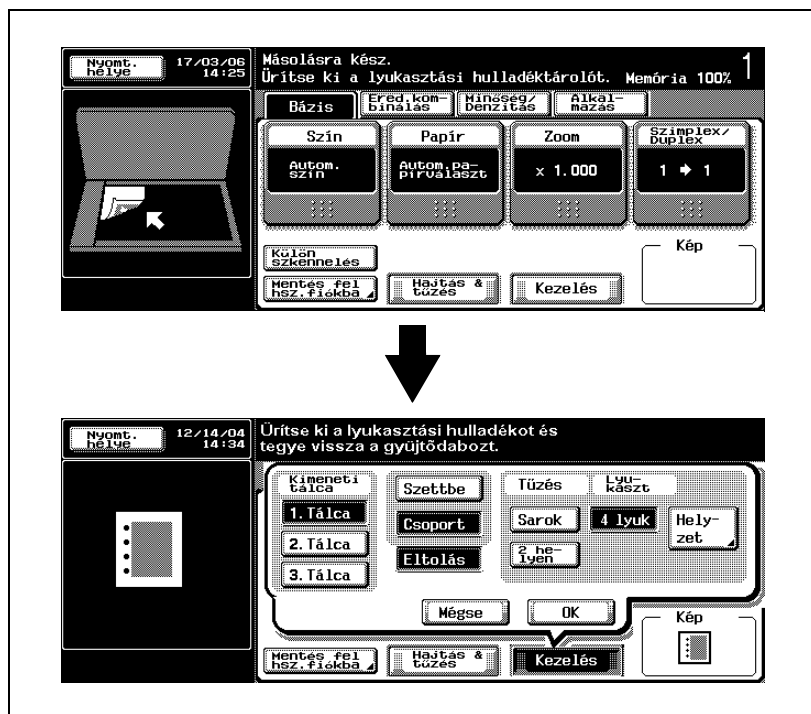 Nyomt.
helye
17/03/06
14:25
Másolásra kész.
Ürítse ki a lyukasztási hulladéktárolót. Memória 100% 1
Bázis
Ered.kom-
binálás
Minőség/
Denzitás
Alkal-
mazás
Szín
Papír
Zoom
Szimplex/
Duplex
Autom.
szín
Autom.pa-
pírválaszt
x 1.000
1 ➔ 1
Külön
szkennelés
Kép
Mentés fel
hsz.fiókba
Hajtás &
tűzés
Kezelés
Nyomt.
helye
12/14/04
14:34
Ürítse ki a lyukasztási hulladékot és
tegye vissza a gyüjtõdabozt.
Kimeneti
tálca
Szettbe
Tűzés
Lyu-
kaszt
1.Tálca
Csoport
Sarok
4 lyuk
Hely-
zet
2.Tálca
Eltolás
2 he-
lyen
3.Tálca
Mégse
OK
Kép
Mentés fel
hsz.fiókba
Hajtás &
tűzés
Kezelés